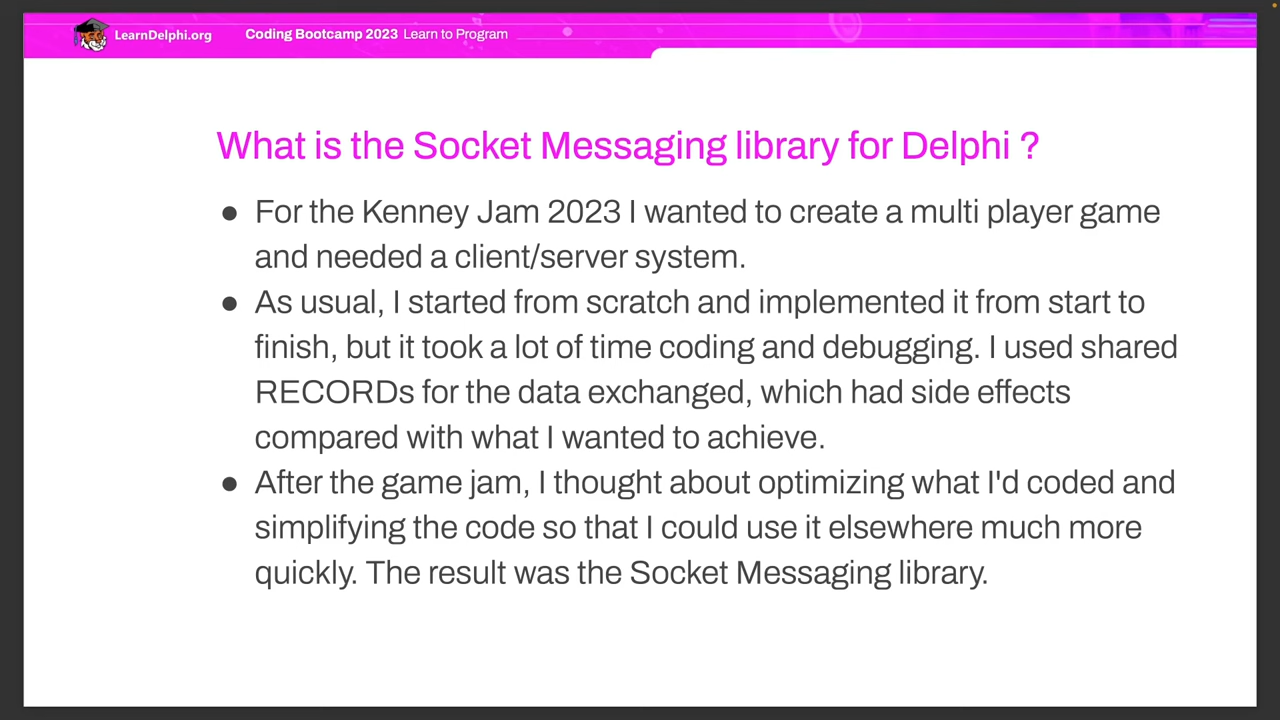 LearnDelphi.org
Coding Bootcamp 2023 Learn to Program
What is the Socket Messaging library for Delphi ?
● For the Kenney Jam 2023 I wanted to create a multi player game
and needed a client/server system.
● As usual, I started from scratch and implemented it from start to
finish, but it took a lot of time coding and debugging. I used shared
RECORDs for the data exchanged, which had side effects
compared with what I wanted to achieve.
● After the game jam, I thought about optimizing what I'd coded and
simplifying the code so that I could use it elsewhere much more
quickly. The result was the Socket Messaging library.